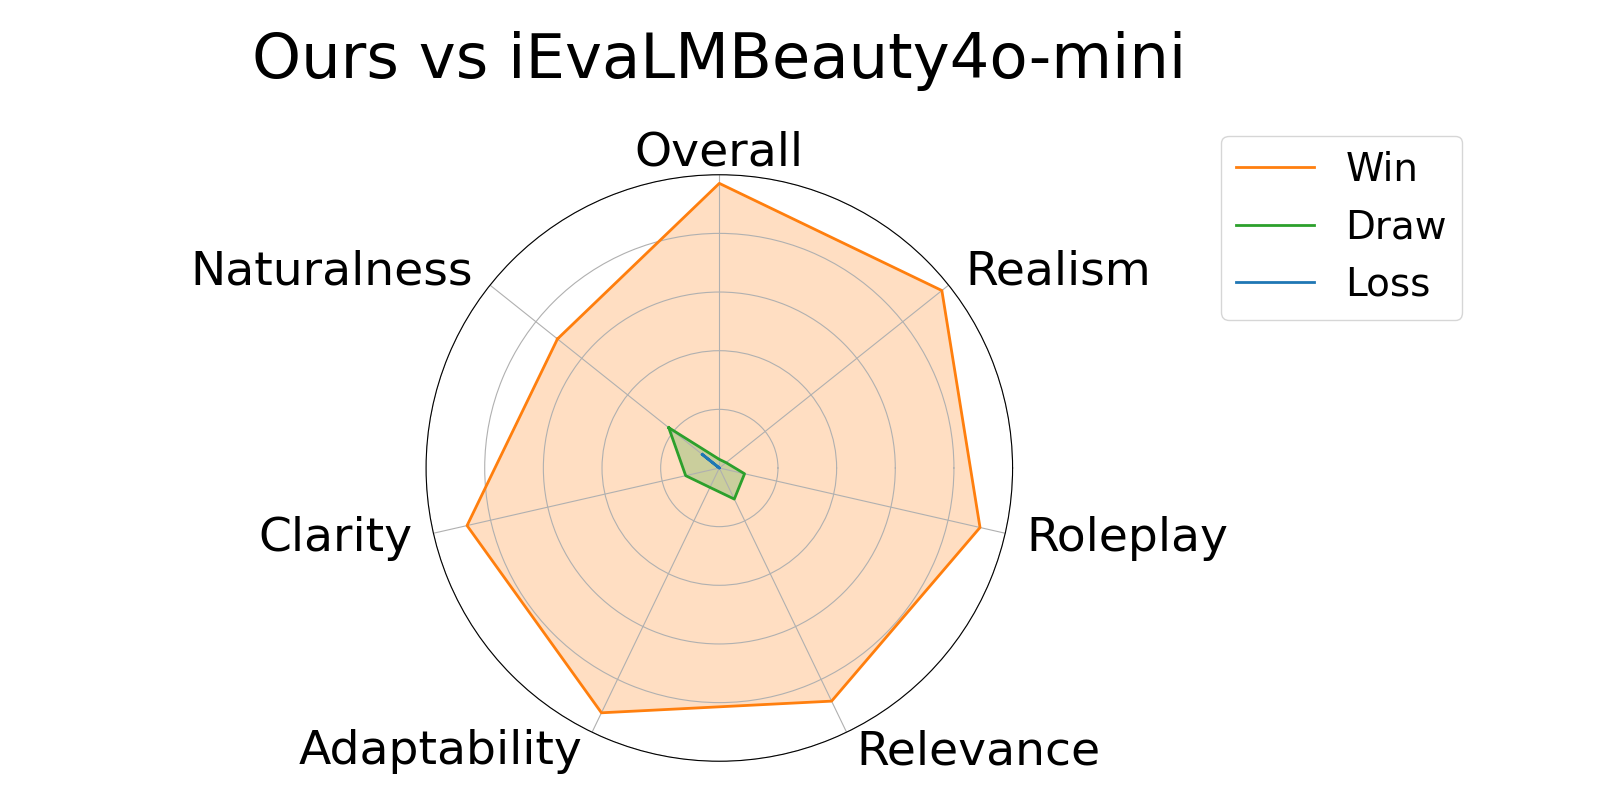 Ours vs iEvaLMBeauty4o-mini
Overall
Win
Draw
Loss
Naturalness
Realism
Clarity
Roleplay
Adaptability
Relevance